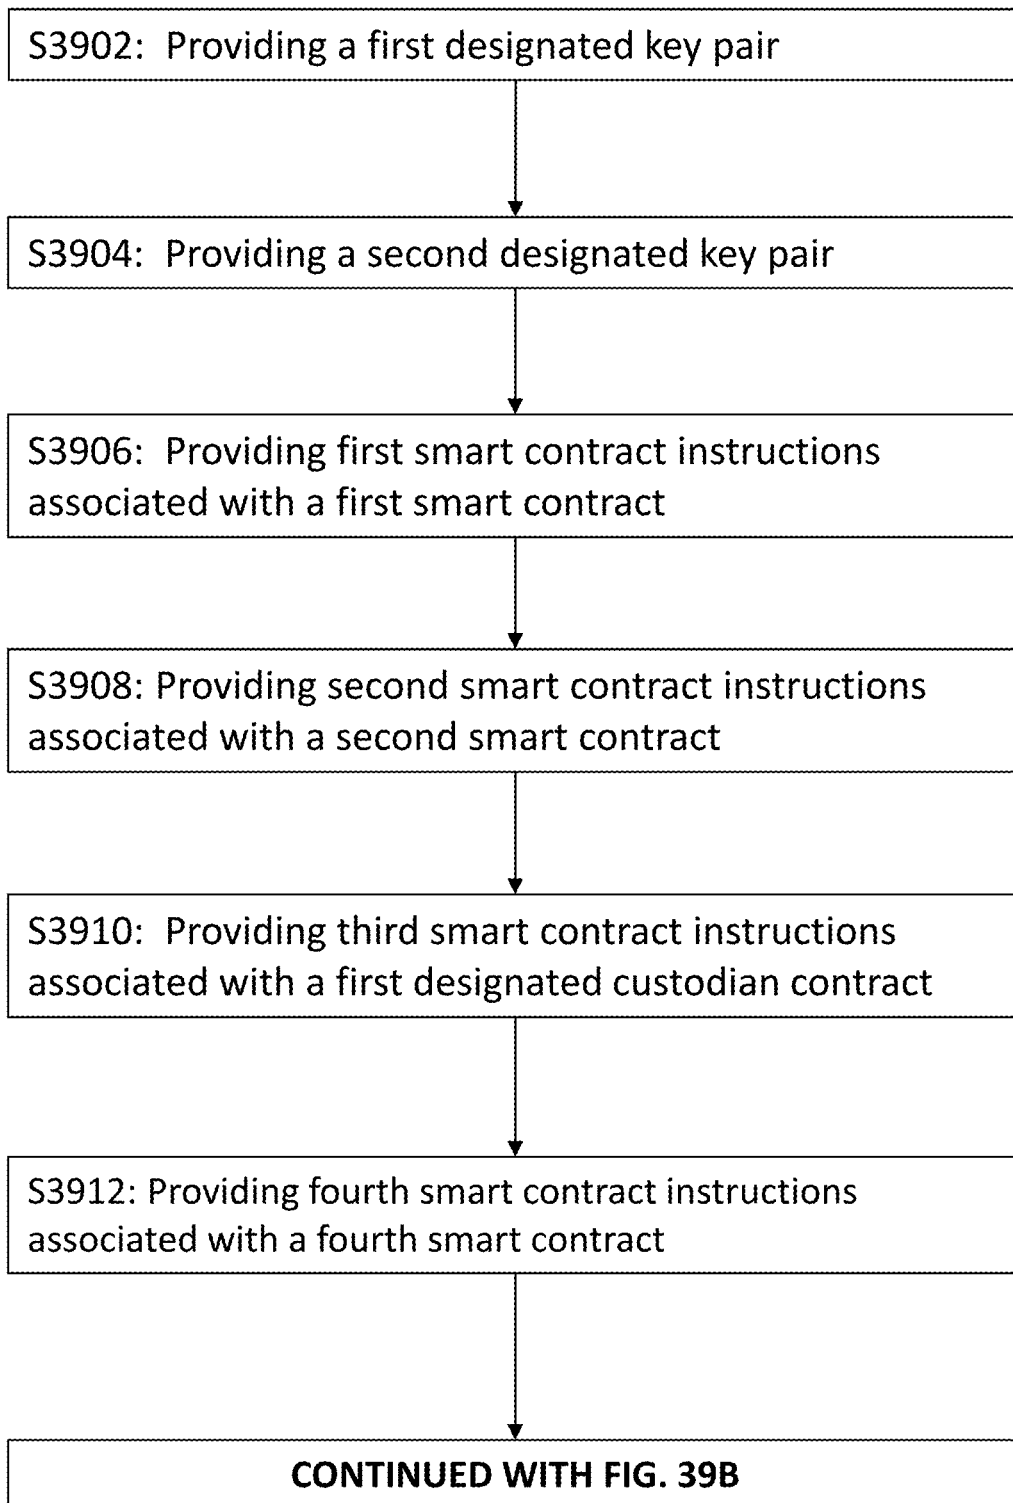 S3902: Providing a first designated key pair
S3904: Providing a second designated key pair
S3906: Providing first smart contract instructions
associated with a first smart contract
S3908: Providing second smart contract instructions
associated with a second smart contract
S3910: Providing third smart contract instructions
associated with a first designated custodian contract
S3912: Providing fourth smart contract instructions
associated with a fourth smart contract
CONTINUED WITH FIG. 39B